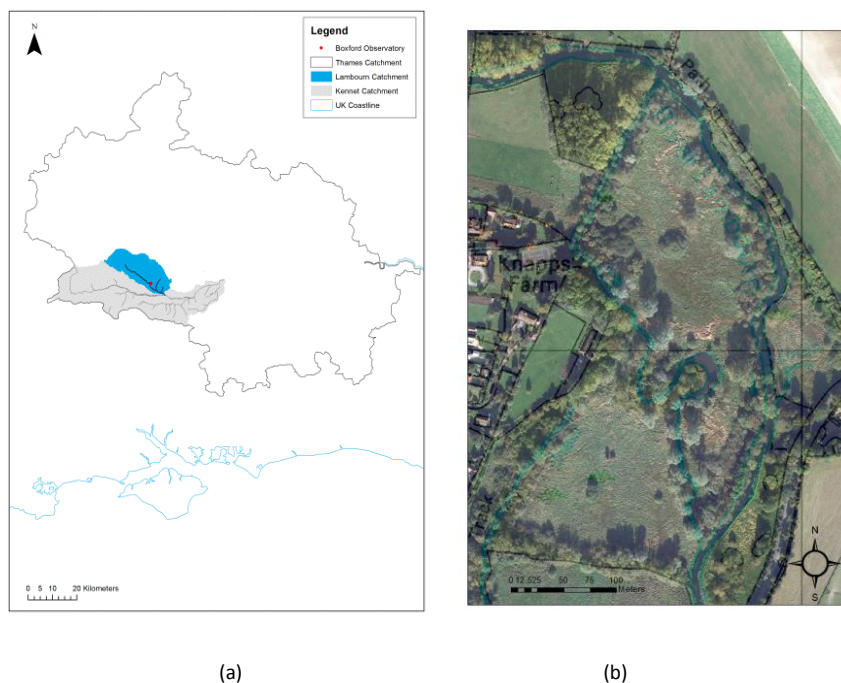 N
Legend
Boxford Observatory
Thames Catchment
Lambourn Catchment
Kennet Catchment
UK Coastline
0 5 10 20 Kilometers
(a)
Path
Knapps
Farm
N
S
0 12.525 50 75 100
Meters
(b)